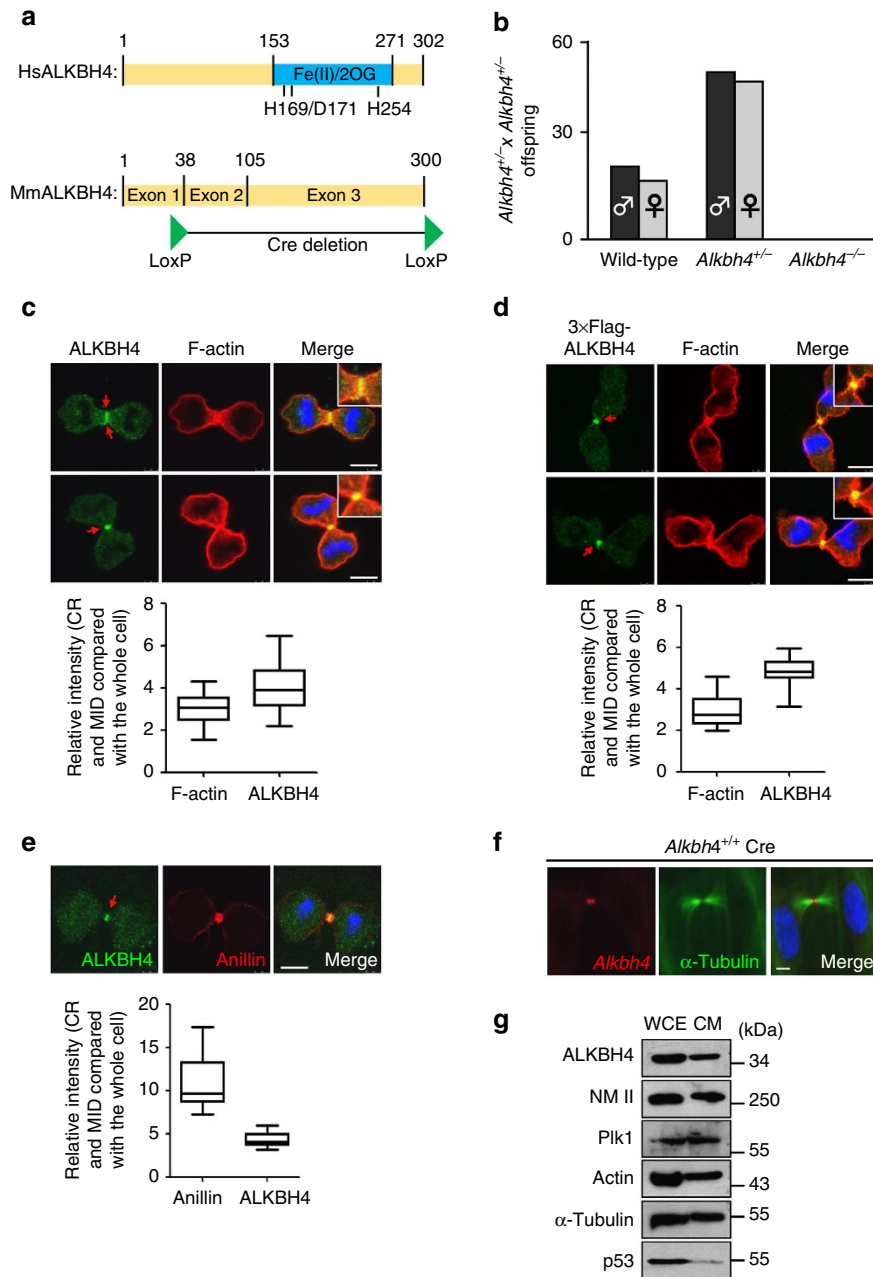 a
1 153 271 302
HsALKBH4: Fe(II)/2OG
H169/D171 H254
1 38 105 300
MmALKBH4: Exon 1 Exon 2 Exon 3
Cre deletion
LoxP LoxP
b
Alkbh4+/− x Alkbh4+/−
offspring
60
30
0
♂ ♀ ♂ ♀
Wild-type Alkbh4+/− Alkbh4−/−
c
ALKBH4 F-actin Merge
Relative intensity (CR
and MID compared
with the whole cell)
8
6
4
2
0
F-actin ALKBH4
d
3×Flag-
ALKBH4 F-actin Merge
Relative intensity (CR
and MID compared
with the whole cell)
8
6
4
2
0
F-actin ALKBH4
e
ALKBH4 Anillin Merge
Relative intensity (CR
and MID compared
with the whole cell)
20
15
10
5
0
Anillin ALKBH4
f
Alkbh4+/+ Cre
Alkbh4 α-Tubulin Merge
g
WCE CM (kDa)
ALKBH4 34
NM II 250
Plk1 55
Actin 43
α-Tubulin 55
p53 55